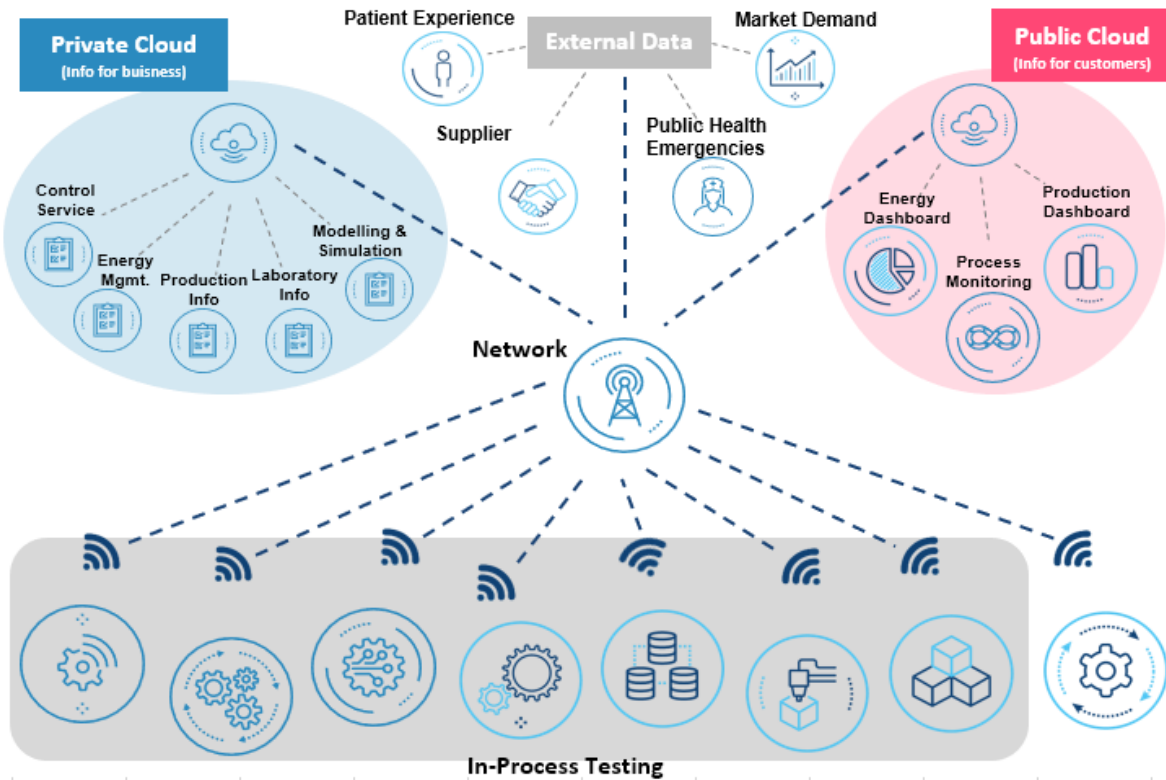 Private Cloud
(Info for buisness)
Patient Experience
External Data
Market Demand
Public Cloud
(Info for customers)
Supplier
Public Health
Emergencies
Control
Service
Energy
Mgmt.
Production
Info
Laboratory
Info
Modelling &
Simulation
Energy
Dashboard
Process
Monitoring
Production
Dashboard
Network
In-Process Testing